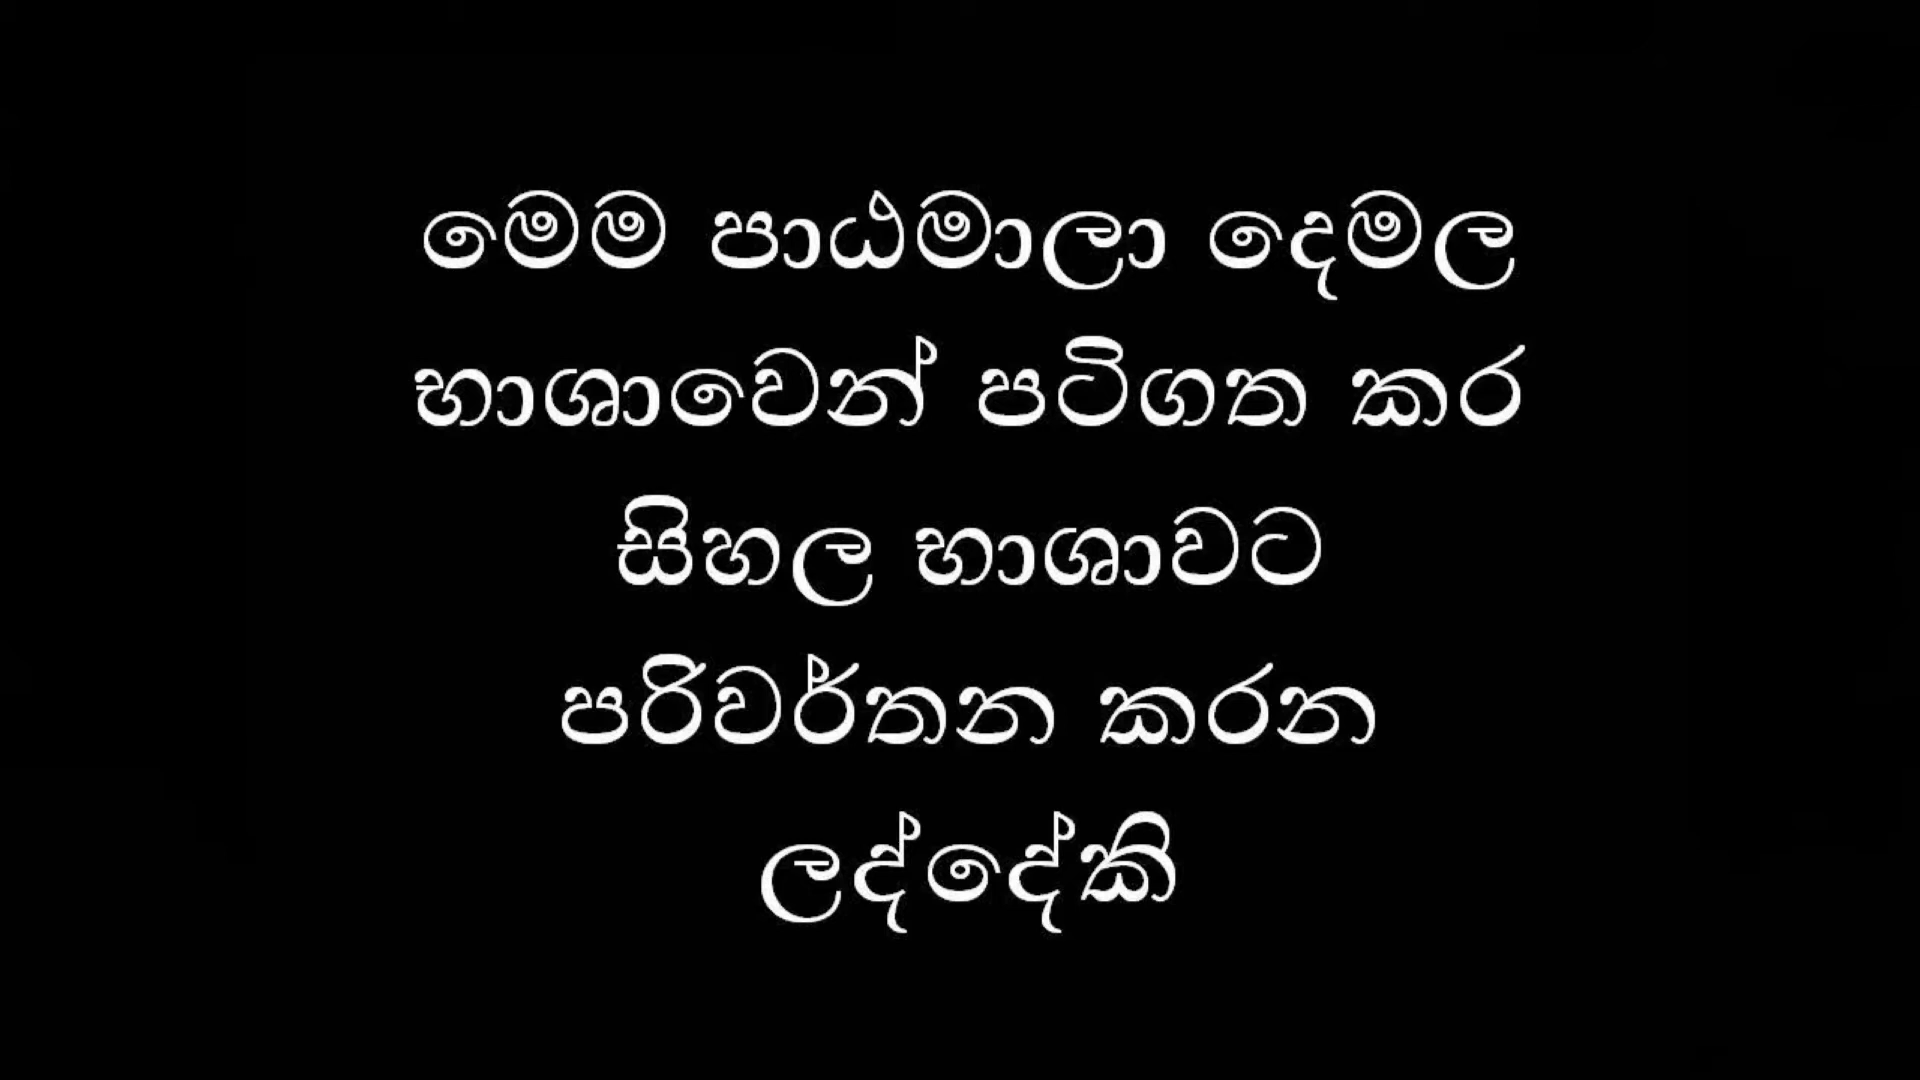 මෙම පාඨමාලා දෙමල
භාශාවෙන් පටිගත කර
සිහල භාශාවට
පරිවර්තන කරන
ලද්දේකි